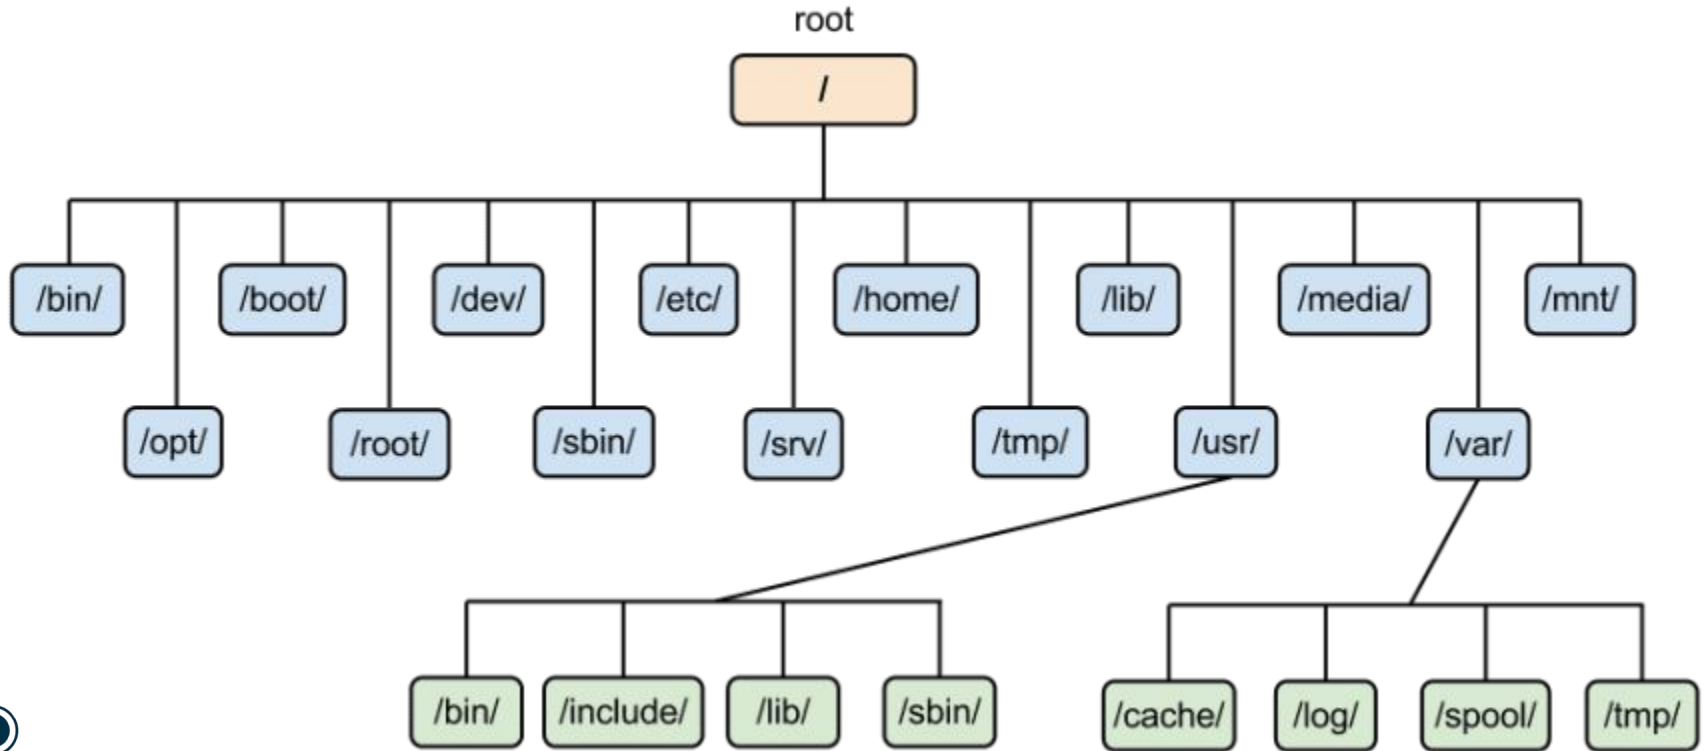 root
/
/bin/
/boot/
/dev/
/etc/
/home/
/lib/
/media/
/mnt/
/opt/
/root/
/sbin/
/srv/
/tmp/
/usr/
/var/
/bin/
/include/
/lib/
/sbin/
/cache/
/log/
/spool/
/tmp/